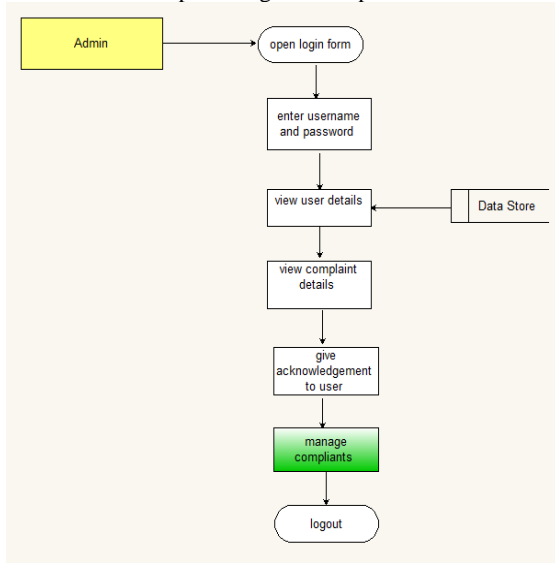 Admin
open login form
enter username
and password
view user details
Data Store
view complaint
details
give
acknowledgement
to user
manage
compliants
logout